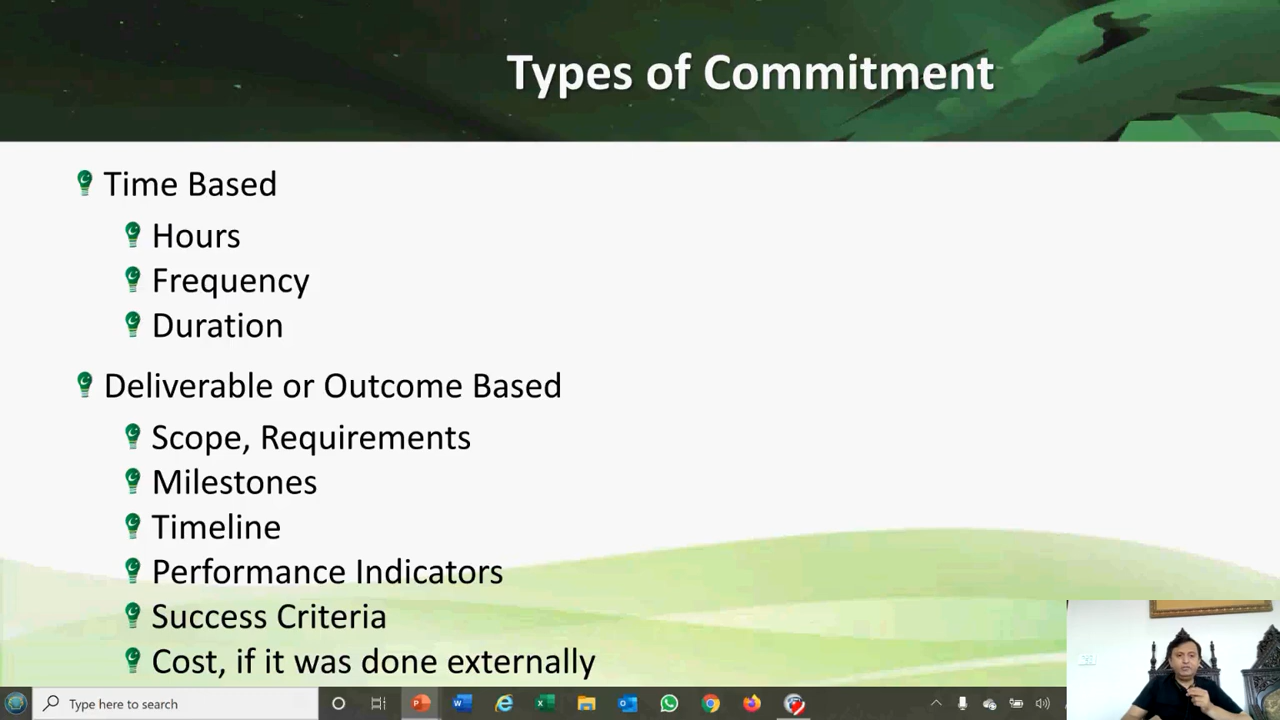 Types of Commitment
Time Based
Hours
Frequency
Duration
Deliverable or Outcome Based
Scope, Requirements
Milestones
Timeline
Performance Indicators
Success Criteria
Cost, if it was done externally
Type here to search